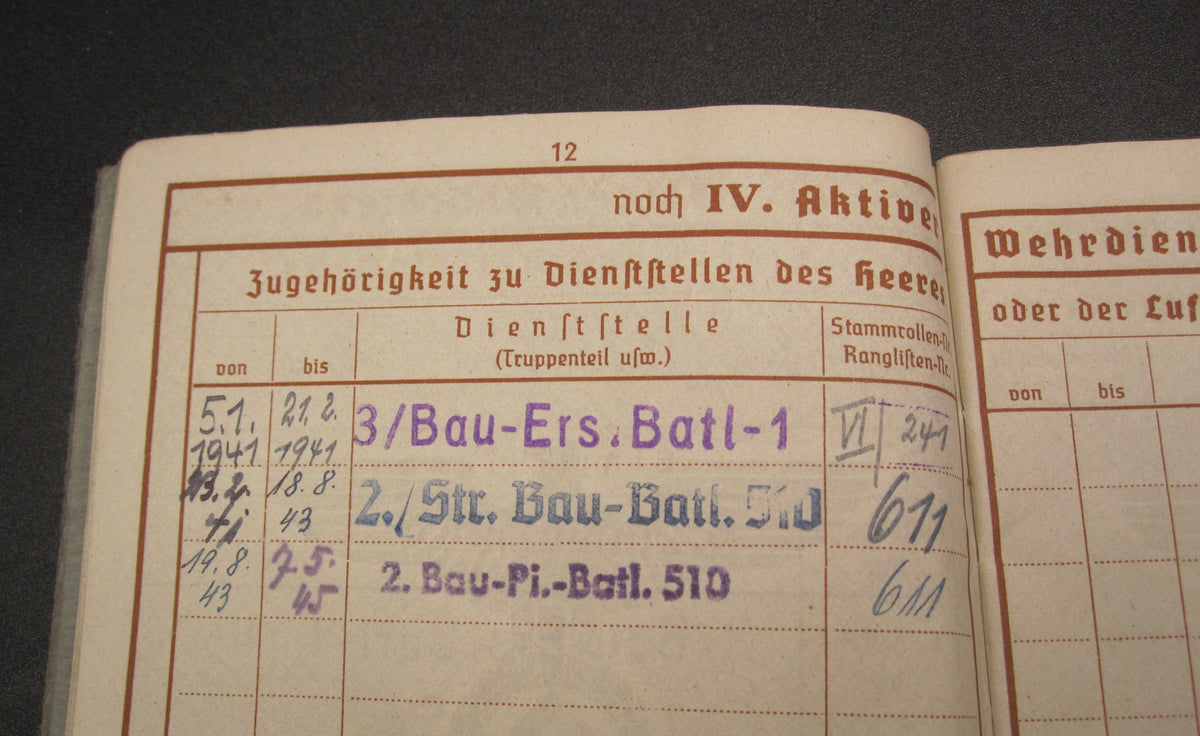 12
noch IV. Aktiver
Zugehörigkeit zu Dienststellen des Heeres
von
bis
Dienststelle
(Truppenteil usw.)
Stammrollen-Nr.
Ranglisten-Nr.
5.1.
1941
21. 2.
1941
3/Bau-Ers.Batl-1
VI/241
23.2.
41
18. 8.
43
2./Str. Bau-Batl. 510
611
19. 8.
43
7. 5.
45
2. Bau-Pi.-Batl. 510
611
Wehrdien
oder der Luf
von
bis